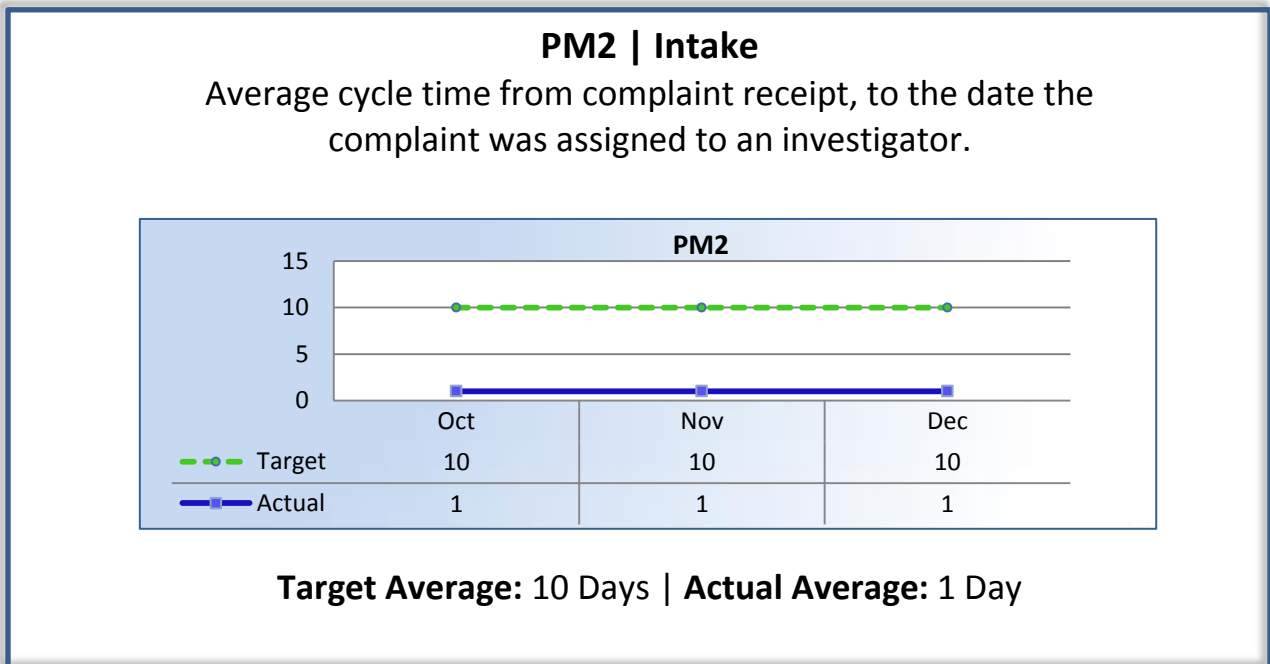 PM2 | Intake
Average cycle time from complaint receipt, to the date the
complaint was assigned to an investigator.
PM2
15
10
5
0
Oct Nov Dec
Target 10 10 10
Actual 1 1 1
Target Average: 10 Days | Actual Average: 1 Day